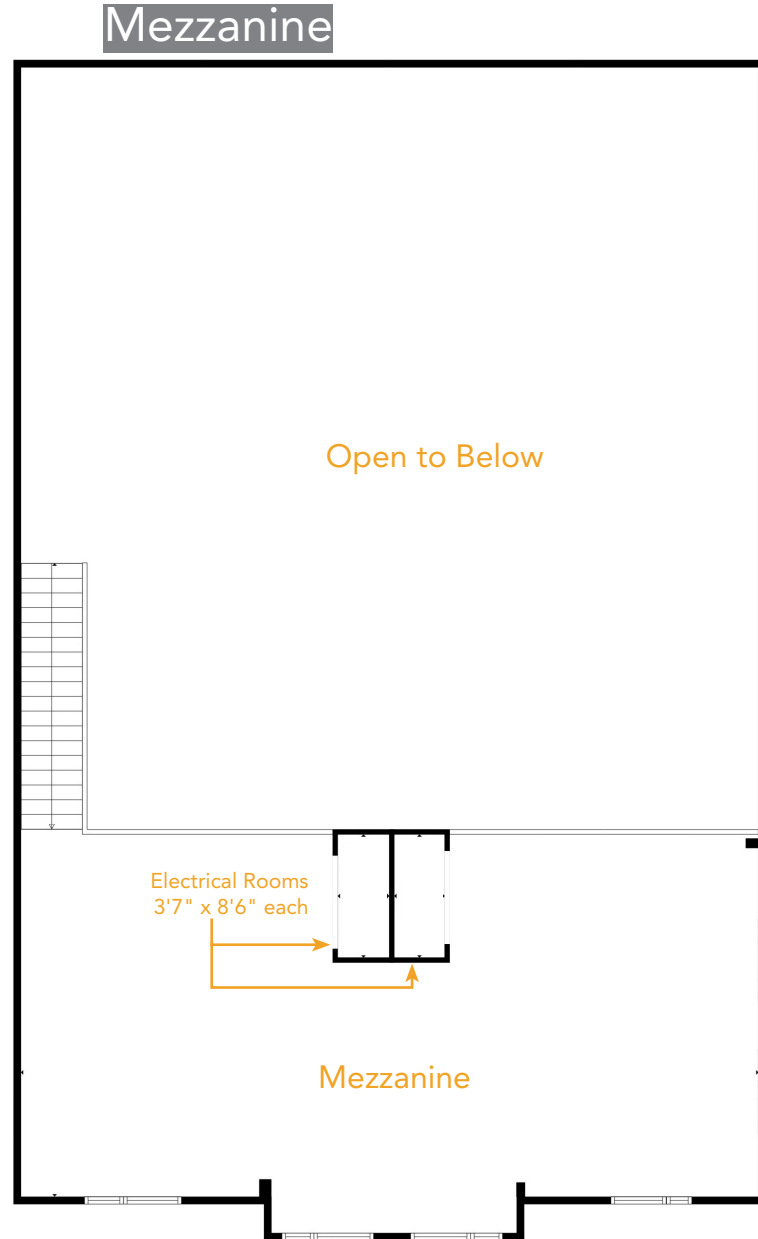 Mezzanine
Open to Below
Electrical Rooms
3'7" x 8'6" each
Mezzanine